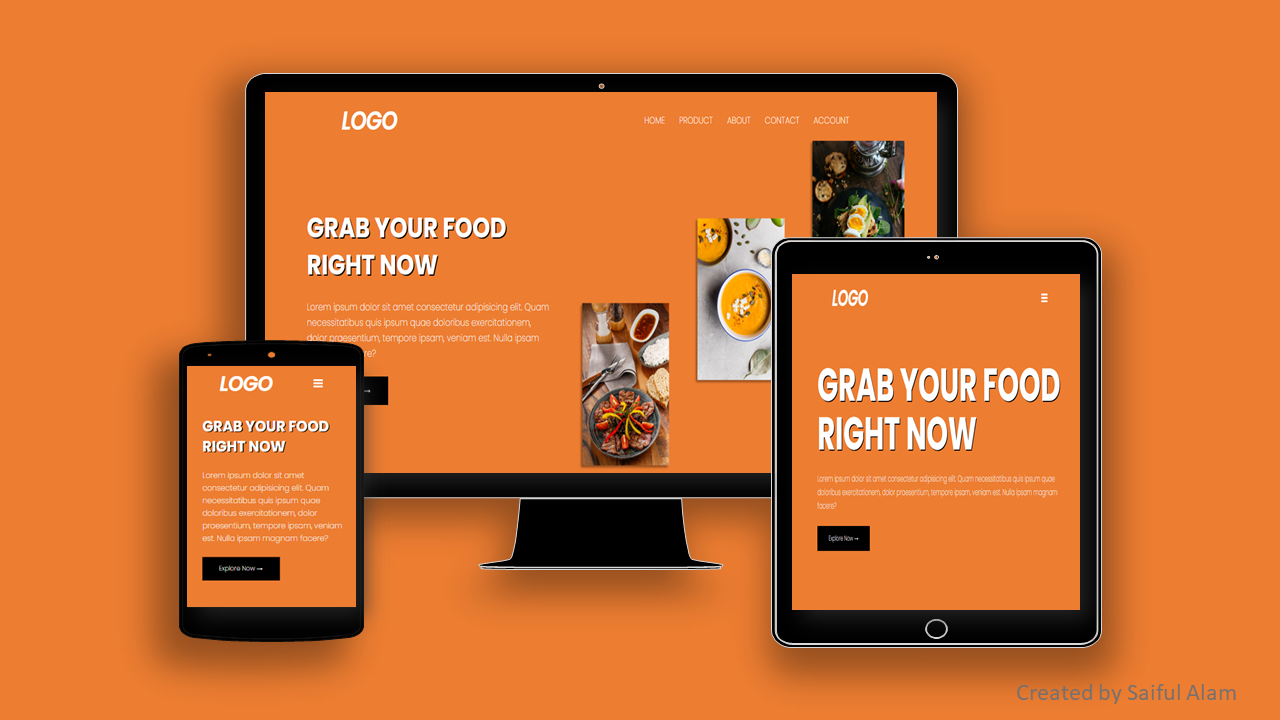 LOGO
HOME PRODUCT ABOUT CONTACT ACCOUNT
GRAB YOUR FOOD
RIGHT NOW
Lorem ipsum dolor sit amet consectetur adipisicing elit. Quam
necessitatibus quis ipsum quae doloribus exercitationem,
dolor praesentium, tempore ipsam, veniam est. Nulla ipsam
→
LOGO
GRAB YOUR FOOD
RIGHT NOW
Lorem ipsum dolor sit amet
consectetur adipisicing elit. Quam
necessitatibus quis ipsum quae
doloribus exercitationem, dolor
praesentium, tempore ipsam, veniam
est. Nulla ipsam magnam facere?
Explore Now →
LOGO
GRAB YOUR FOOD
RIGHT NOW
Lorem ipsum dolor sit amet consectetur adipisicing elit. Quam necessitatibus quis ipsum quae
doloribus exercitationem, dolor praesentium, tempore ipsam, veniam est. Nulla ipsam magnam
facere?
Explore Now →
Created by Saiful Alam